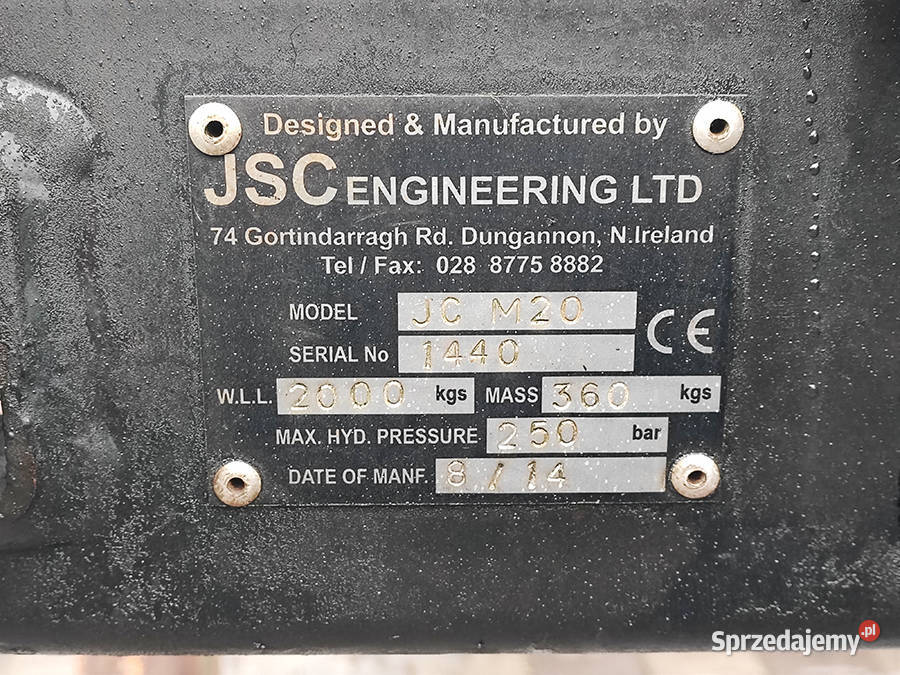 Designed & Manufactured by
JSC ENGINEERING LTD
74 Gortindarragh Rd. Dungannon, N.Ireland
Tel / Fax: 028 8775 8882
MODEL JC M20
SERIAL No 1440
CE
W.L.L. 2000 kgs MASS 360 kgs
MAX. HYD. PRESSURE 250 bar
DATE OF MANF. 8 / 14
Sprzedajemy.pl